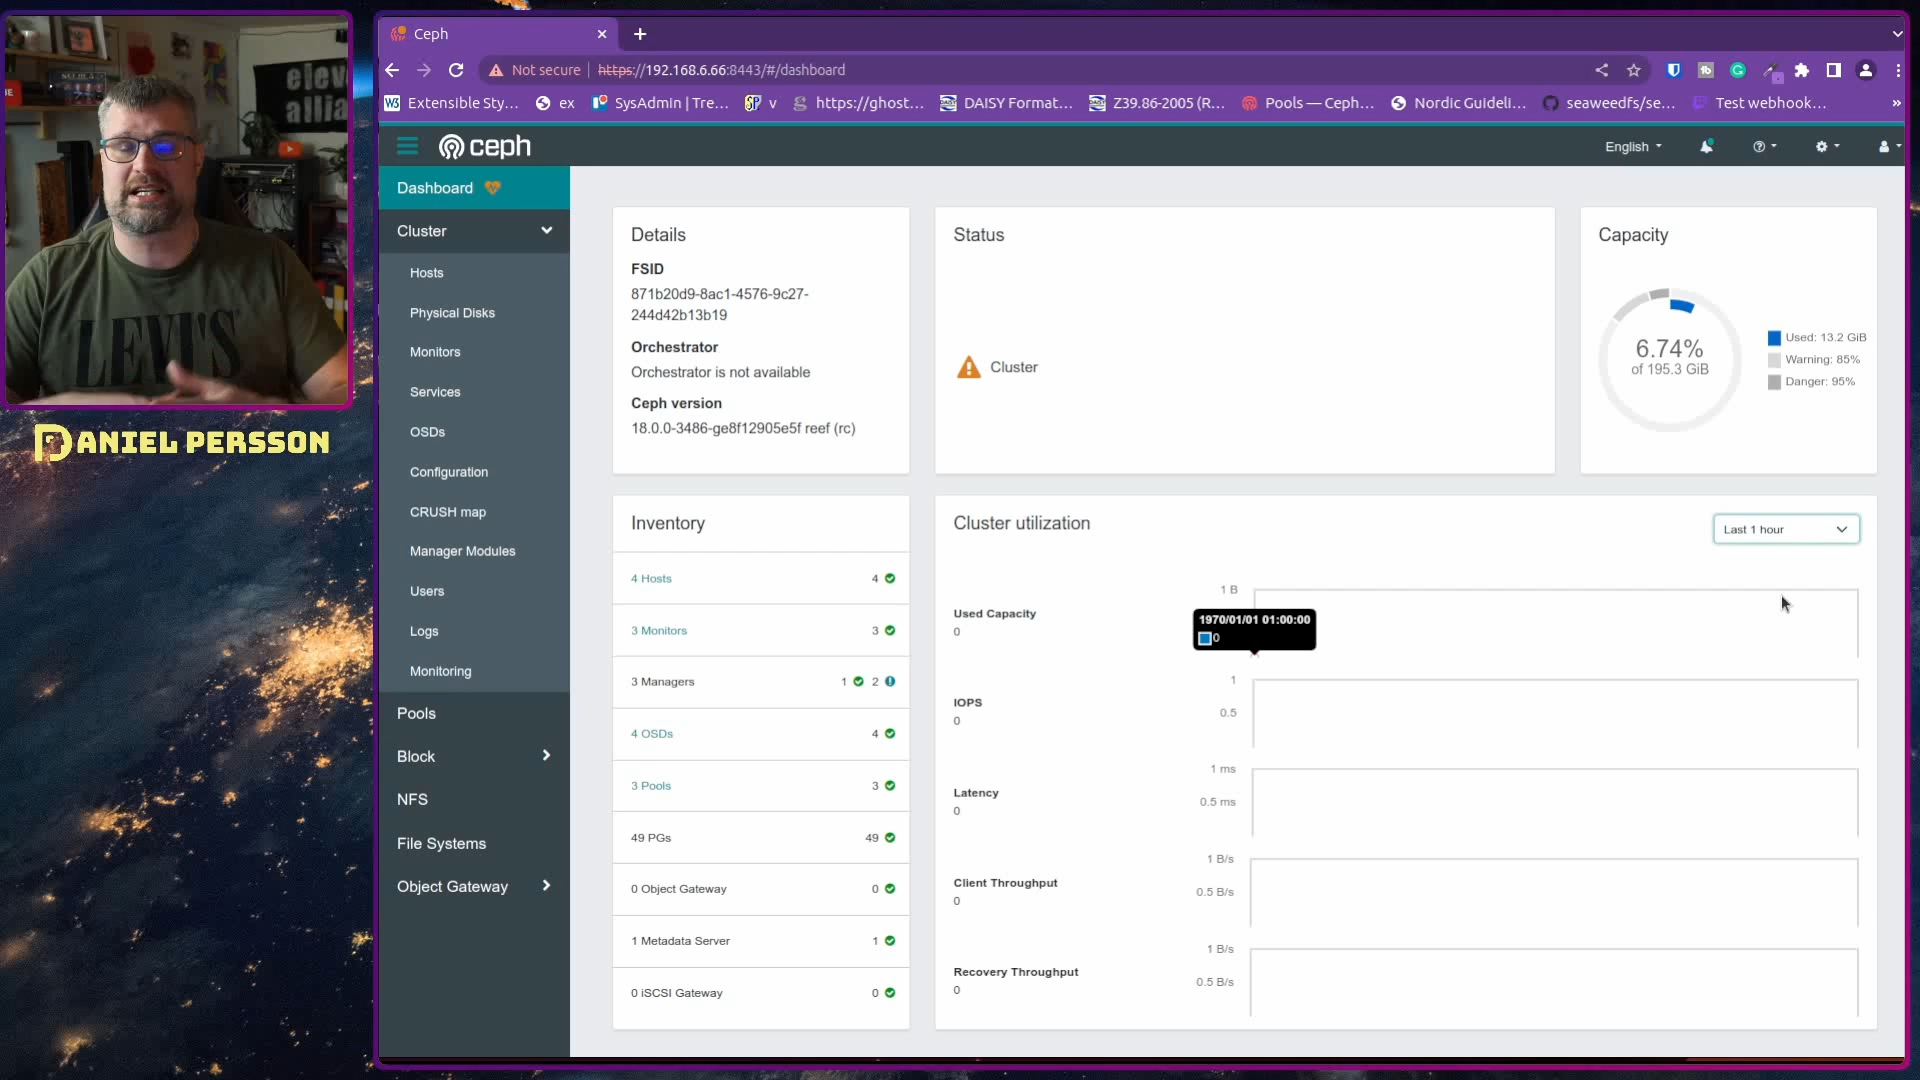 SCUBLA
eleve
allia
LEVI'S
DANIEL PERSSON
Ceph
Not secure
https://192.168.6.66:8443/#/dashboard
Extensible Sty...
ex
SysAdmin | Tre...
v
https://ghost...
DAISY Format...
Z39.86-2005 (R...
Pools — Ceph...
Nordic Guideli...
seaweedfs/se...
Test webhook...
»
ceph
English
Dashboard
Cluster
Hosts
Physical Disks
Monitors
Services
OSDs
Configuration
CRUSH map
Manager Modules
Users
Logs
Monitoring
Pools
Block
NFS
File Systems
Object Gateway
Details
FSID
871b20d9-8ac1-4576-9c27-
244d42b13b19
Orchestrator
Orchestrator is not available
Ceph version
18.0.0-3486-ge8f12905e5f reef (rc)
Status
Cluster
Capacity
6.74%
of 195.3 GiB
Used: 13.2 GiB
Warning: 85%
Danger: 95%
Inventory
4 Hosts 4
3 Monitors 3
3 Managers 1 2
4 OSDs 4
3 Pools 3
49 PGs 49
0 Object Gateway 0
1 Metadata Server 1
0 iSCSI Gateway 0
Cluster utilization
Last 1 hour
Used Capacity
0
1 B
1970/01/01 01:00:00
0
IOPS
0
1
0.5
Latency
0
1 ms
0.5 ms
Client Throughput
0
1 B/s
0.5 B/s
Recovery Throughput
0
1 B/s
0.5 B/s